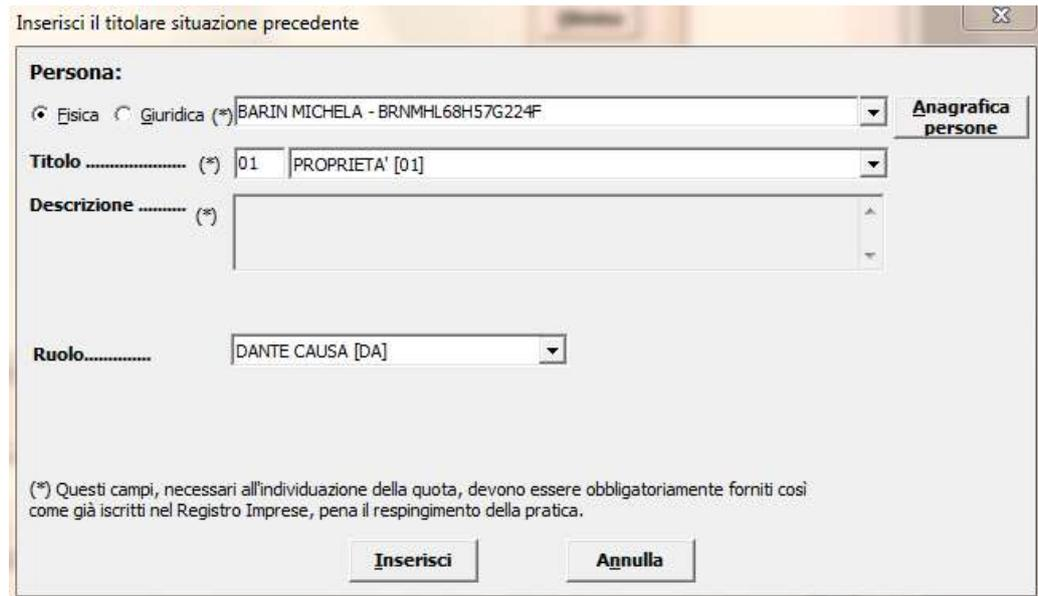 Inserisci il titolare situazione precedente
Persona:
Fisica Giuridica (*) BARIN MICHELA - BRNMHL68H57G224F
Anagrafica
persone
Titolo ...................... (*) 01 PROPRIETA' [01]
Descrizione .......... (*)
Ruolo.............. DANTE CAUSA [DA]
(*) Questi campi, necessari all'individuazione della quota, devono essere obbligatoriamente forniti così
come già iscritti nel Registro Imprese, pena il respingimento della pratica.
Inserisci Annulla